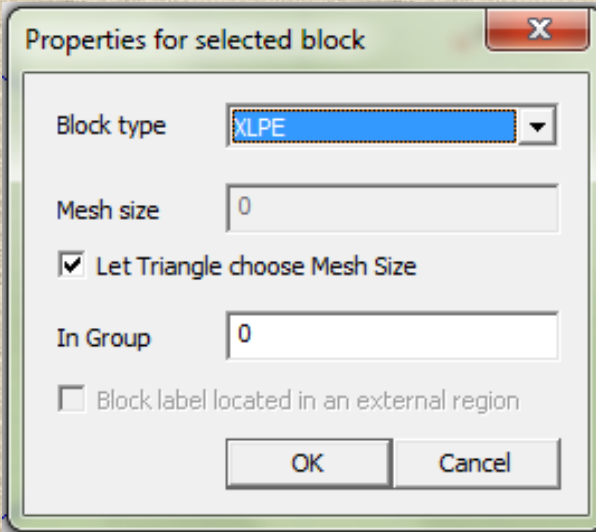 Properties for selected block
Block type XLPE
Mesh size 0
Let Triangle choose Mesh Size
In Group 0
Block label located in an external region
OK Cancel